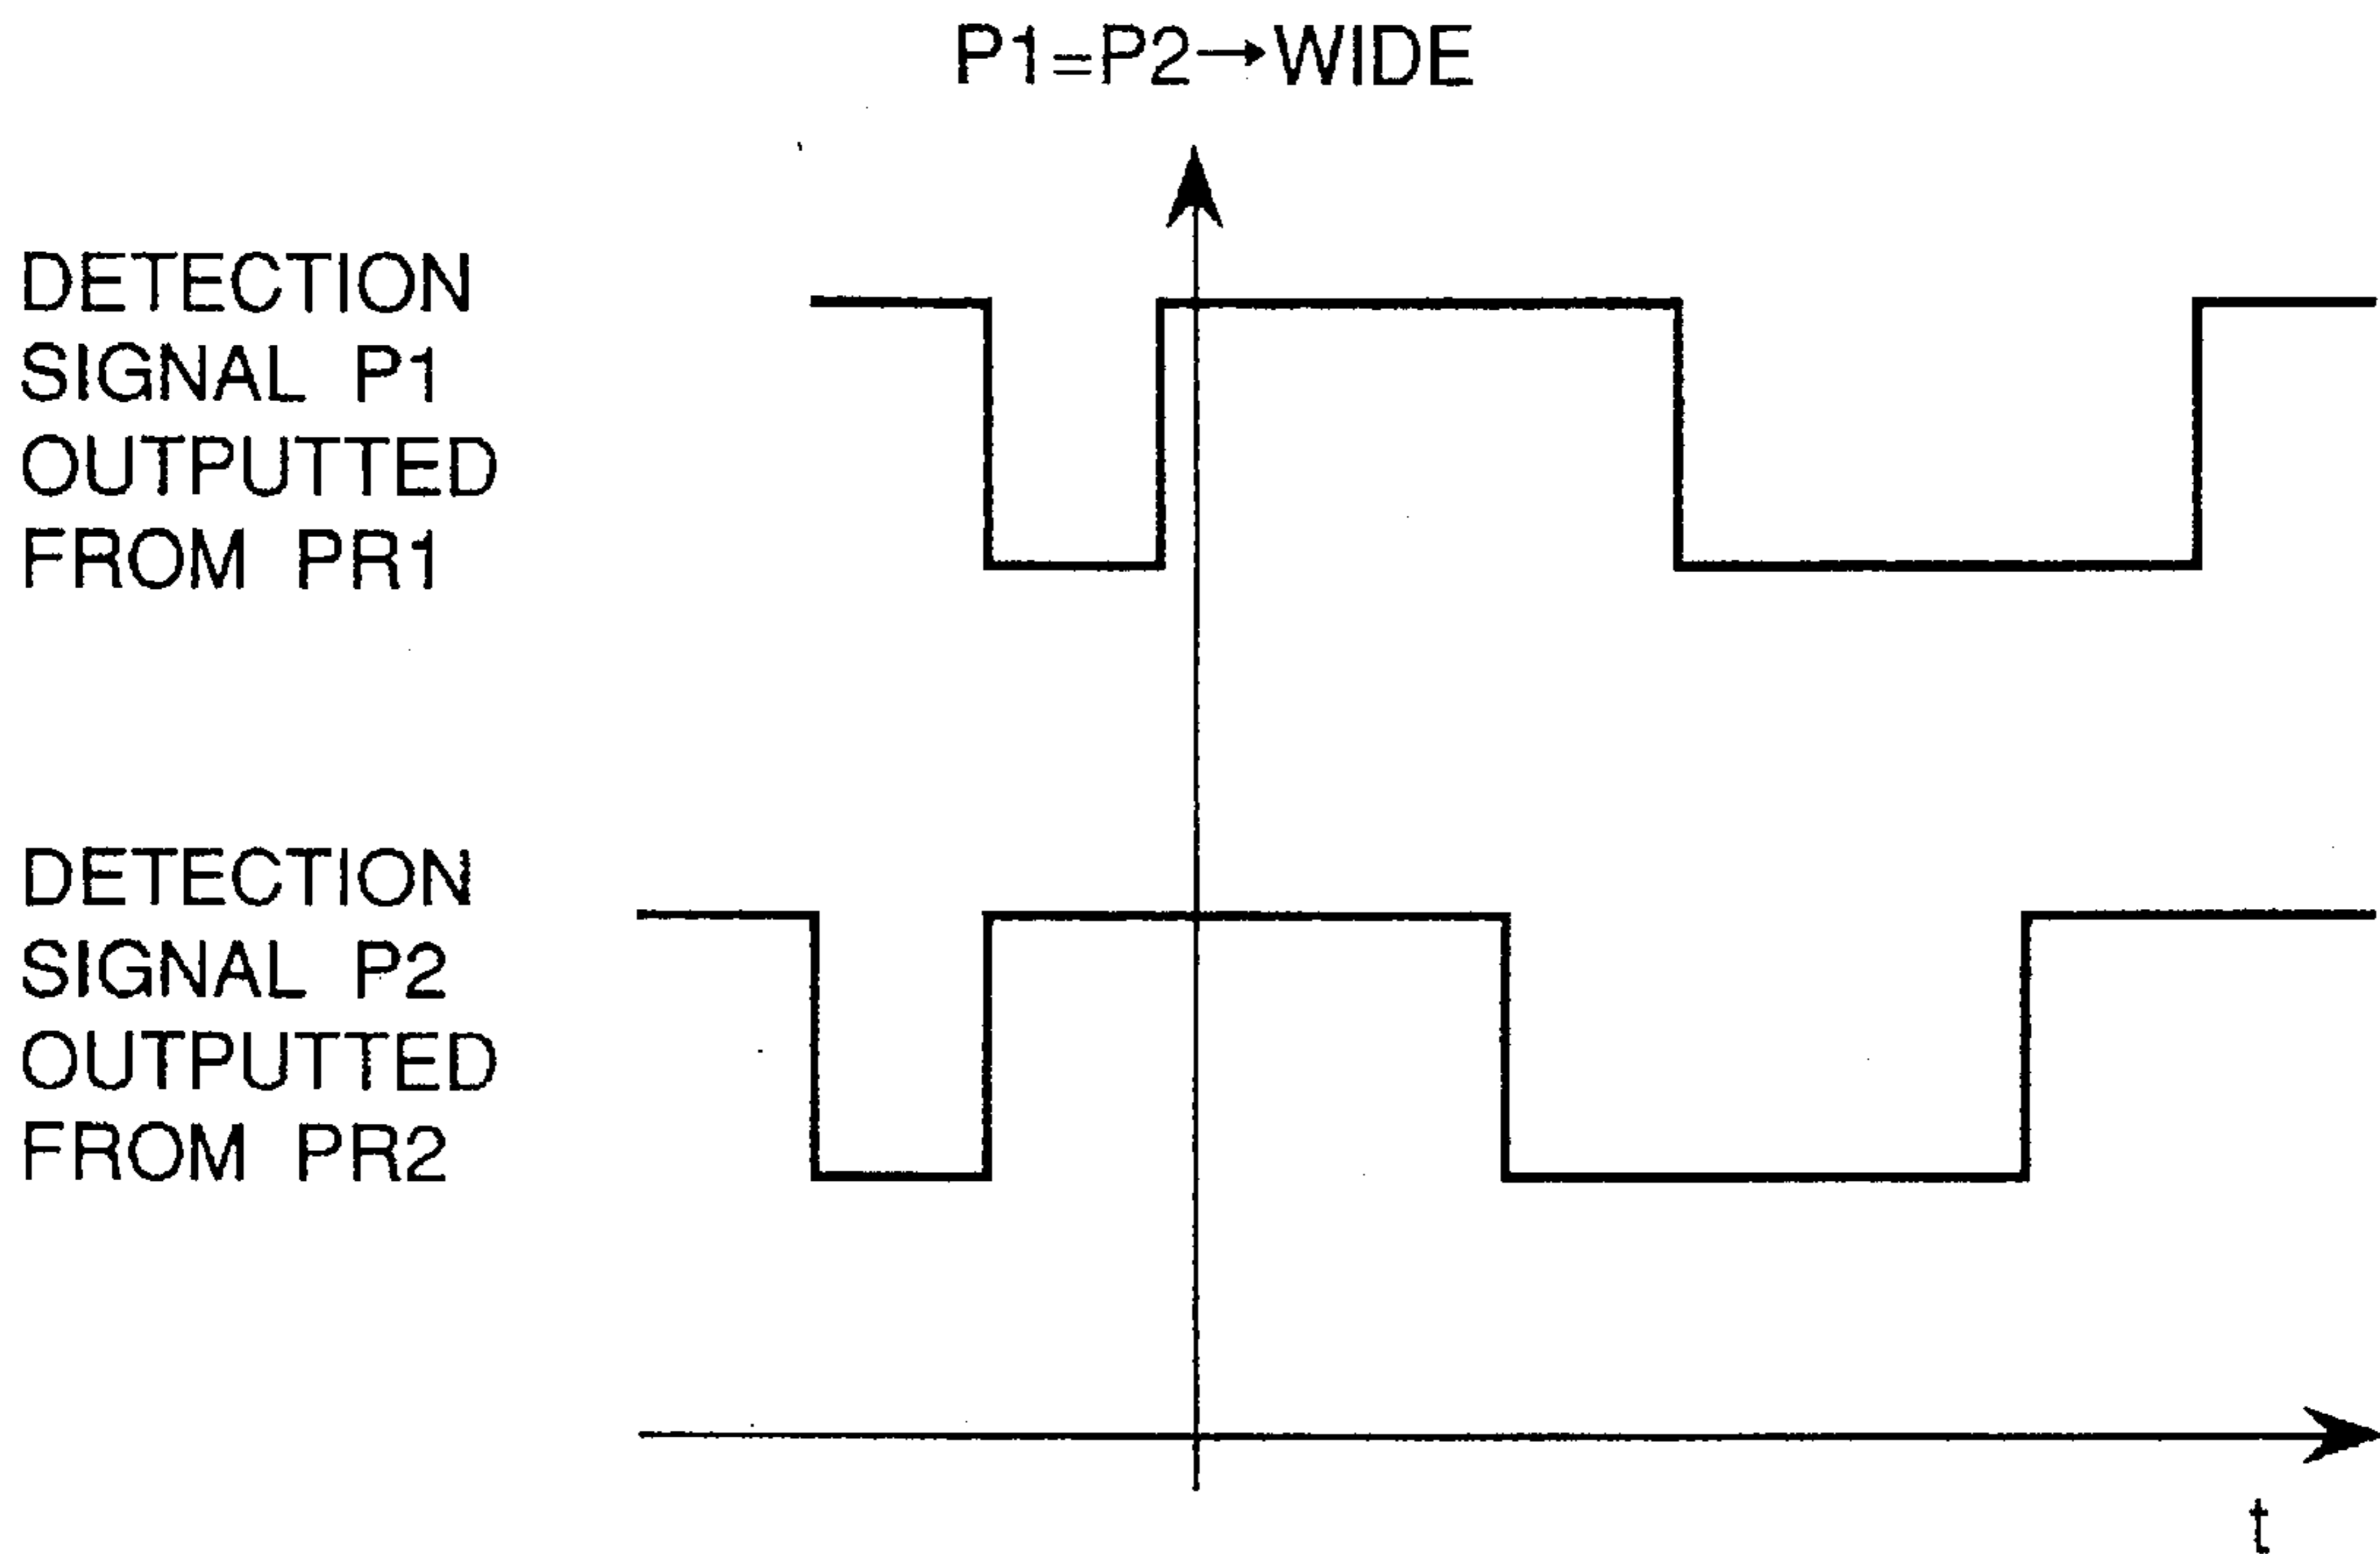 P1=P2→WIDE
DETECTION
SIGNAL P1
OUTPUTTED
FROM PR1
DETECTION
SIGNAL P2
OUTPUTTED
FROM PR2
t